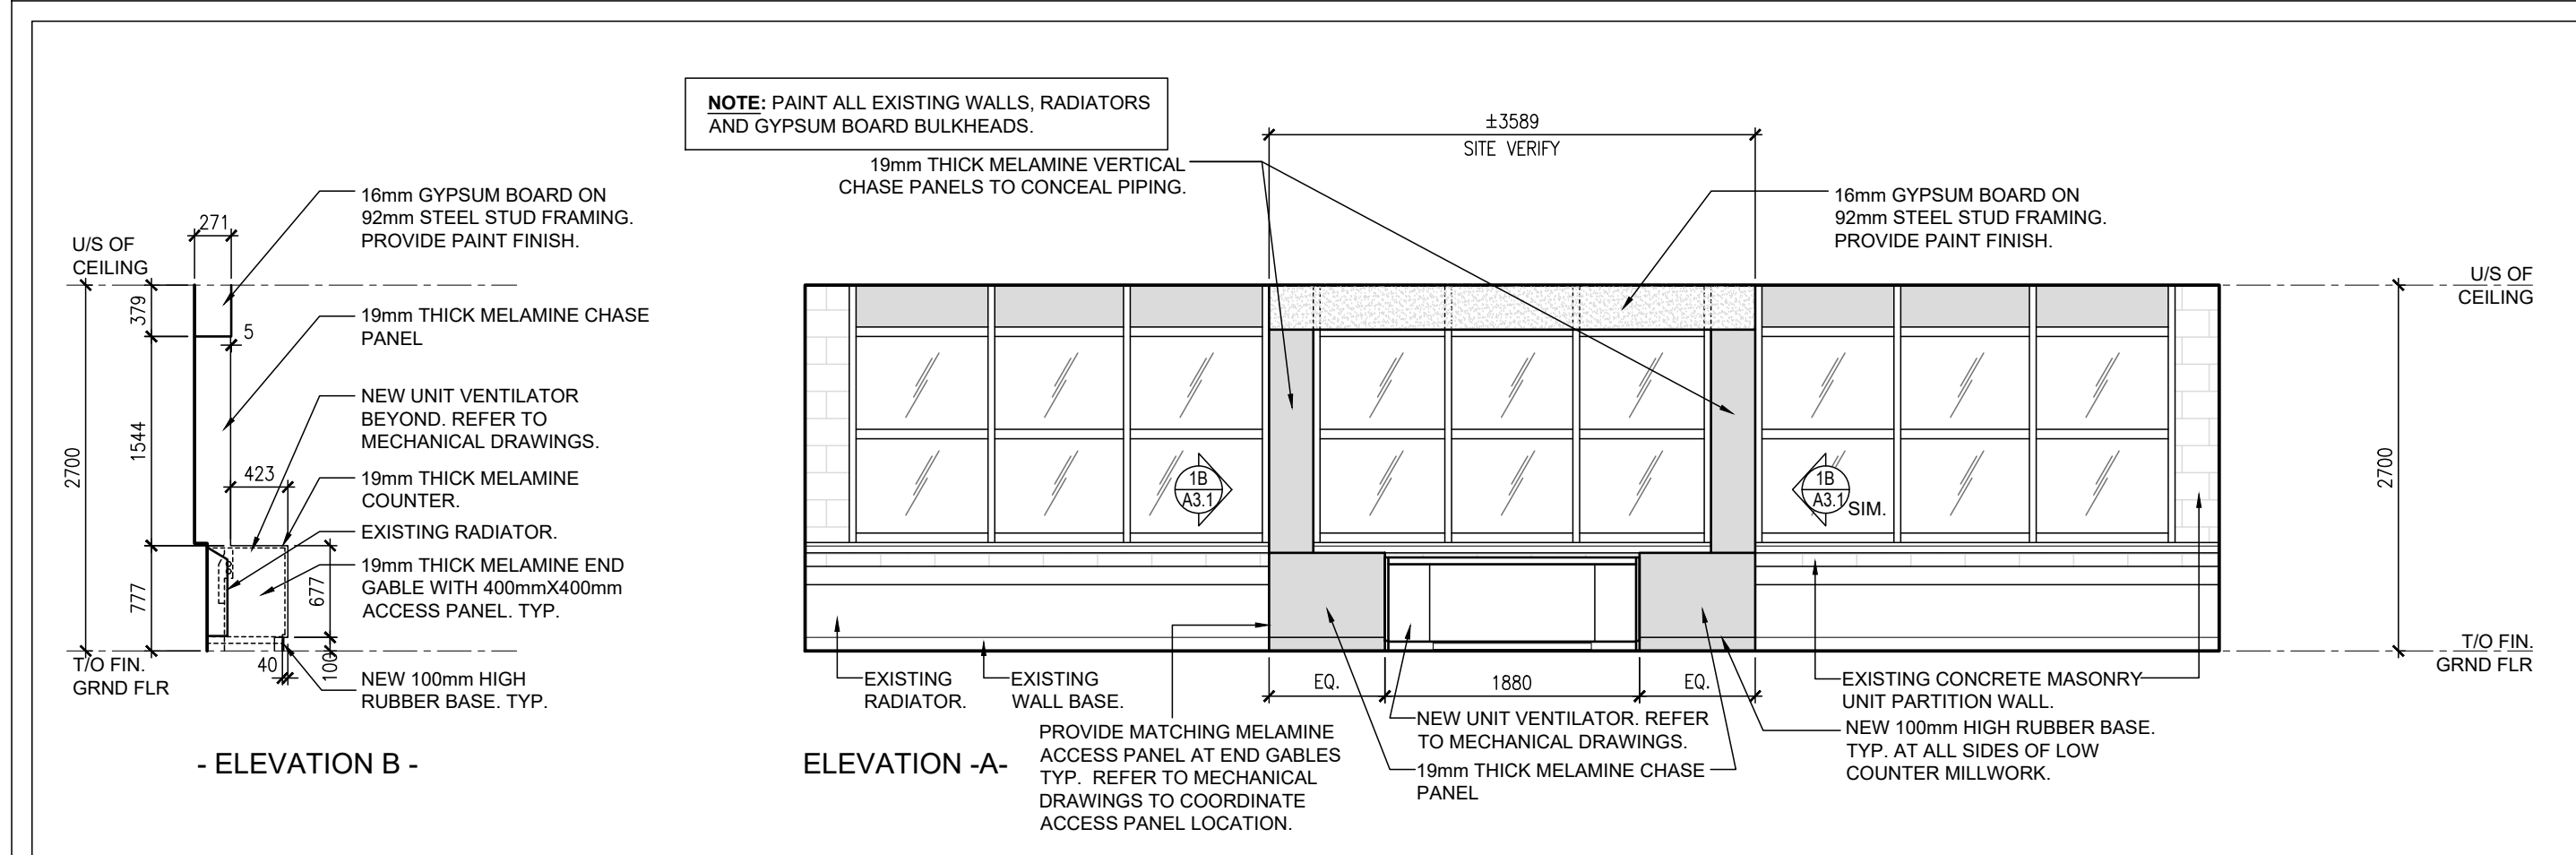 NOTE: PAINT ALL EXISTING WALLS, RADIATORS
AND GYPSUM BOARD BULKHEADS.
271
U/S OF
CEILING
379
5
1544
2700
423
777
677
40
100
T/O FIN.
GRND FLR
16mm GYPSUM BOARD ON
92mm STEEL STUD FRAMING.
PROVIDE PAINT FINISH.
19mm THICK MELAMINE CHASE
PANEL
NEW UNIT VENTILATOR
BEYOND. REFER TO
MECHANICAL DRAWINGS.
19mm THICK MELAMINE
COUNTER.
EXISTING RADIATOR.
19mm THICK MELAMINE END
GABLE WITH 400mmX400mm
ACCESS PANEL. TYP.
NEW 100mm HIGH
RUBBER BASE. TYP.
- ELEVATION B -
±3589
SITE VERIFY
19mm THICK MELAMINE VERTICAL
CHASE PANELS TO CONCEAL PIPING.
16mm GYPSUM BOARD ON
92mm STEEL STUD FRAMING.
PROVIDE PAINT FINISH.
U/S OF
CEILING
2700
1B
A3.1
1B
A3.1
SIM.
T/O FIN.
GRND FLR
EXISTING
RADIATOR.
EXISTING
WALL BASE.
EQ.
1880
EQ.
PROVIDE MATCHING MELAMINE
ACCESS PANEL AT END GABLES
TYP. REFER TO MECHANICAL
DRAWINGS TO COORDINATE
ACCESS PANEL LOCATION.
NEW UNIT VENTILATOR. REFER
TO MECHANICAL DRAWINGS.
19mm THICK MELAMINE CHASE
PANEL
EXISTING CONCRETE MASONRY
UNIT PARTITION WALL.
NEW 100mm HIGH RUBBER BASE.
TYP. AT ALL SIDES OF LOW
COUNTER MILLWORK.
ELEVATION -A-